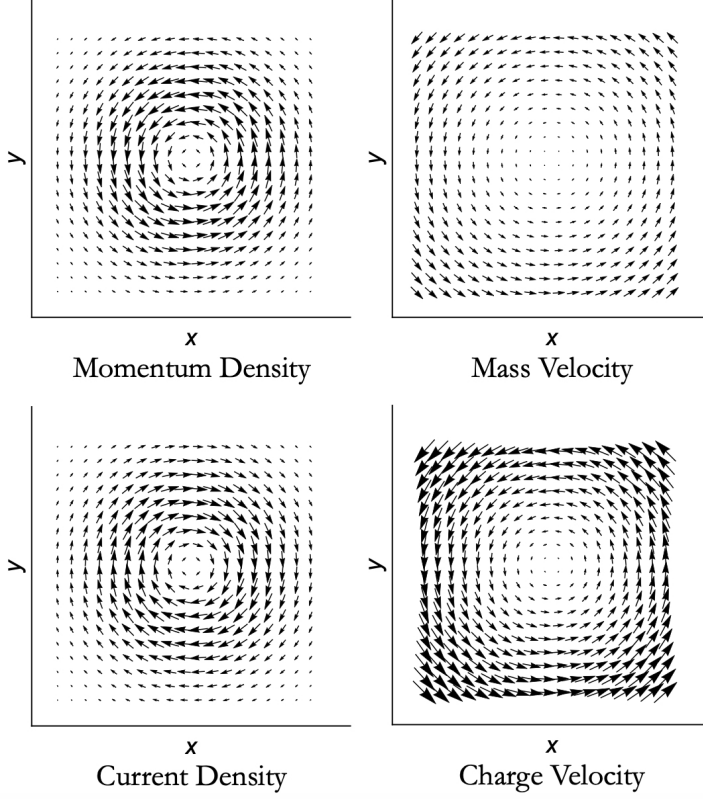 y
y
x
x
Momentum Density
Mass Velocity
y
y
x
x
Current Density
Charge Velocity